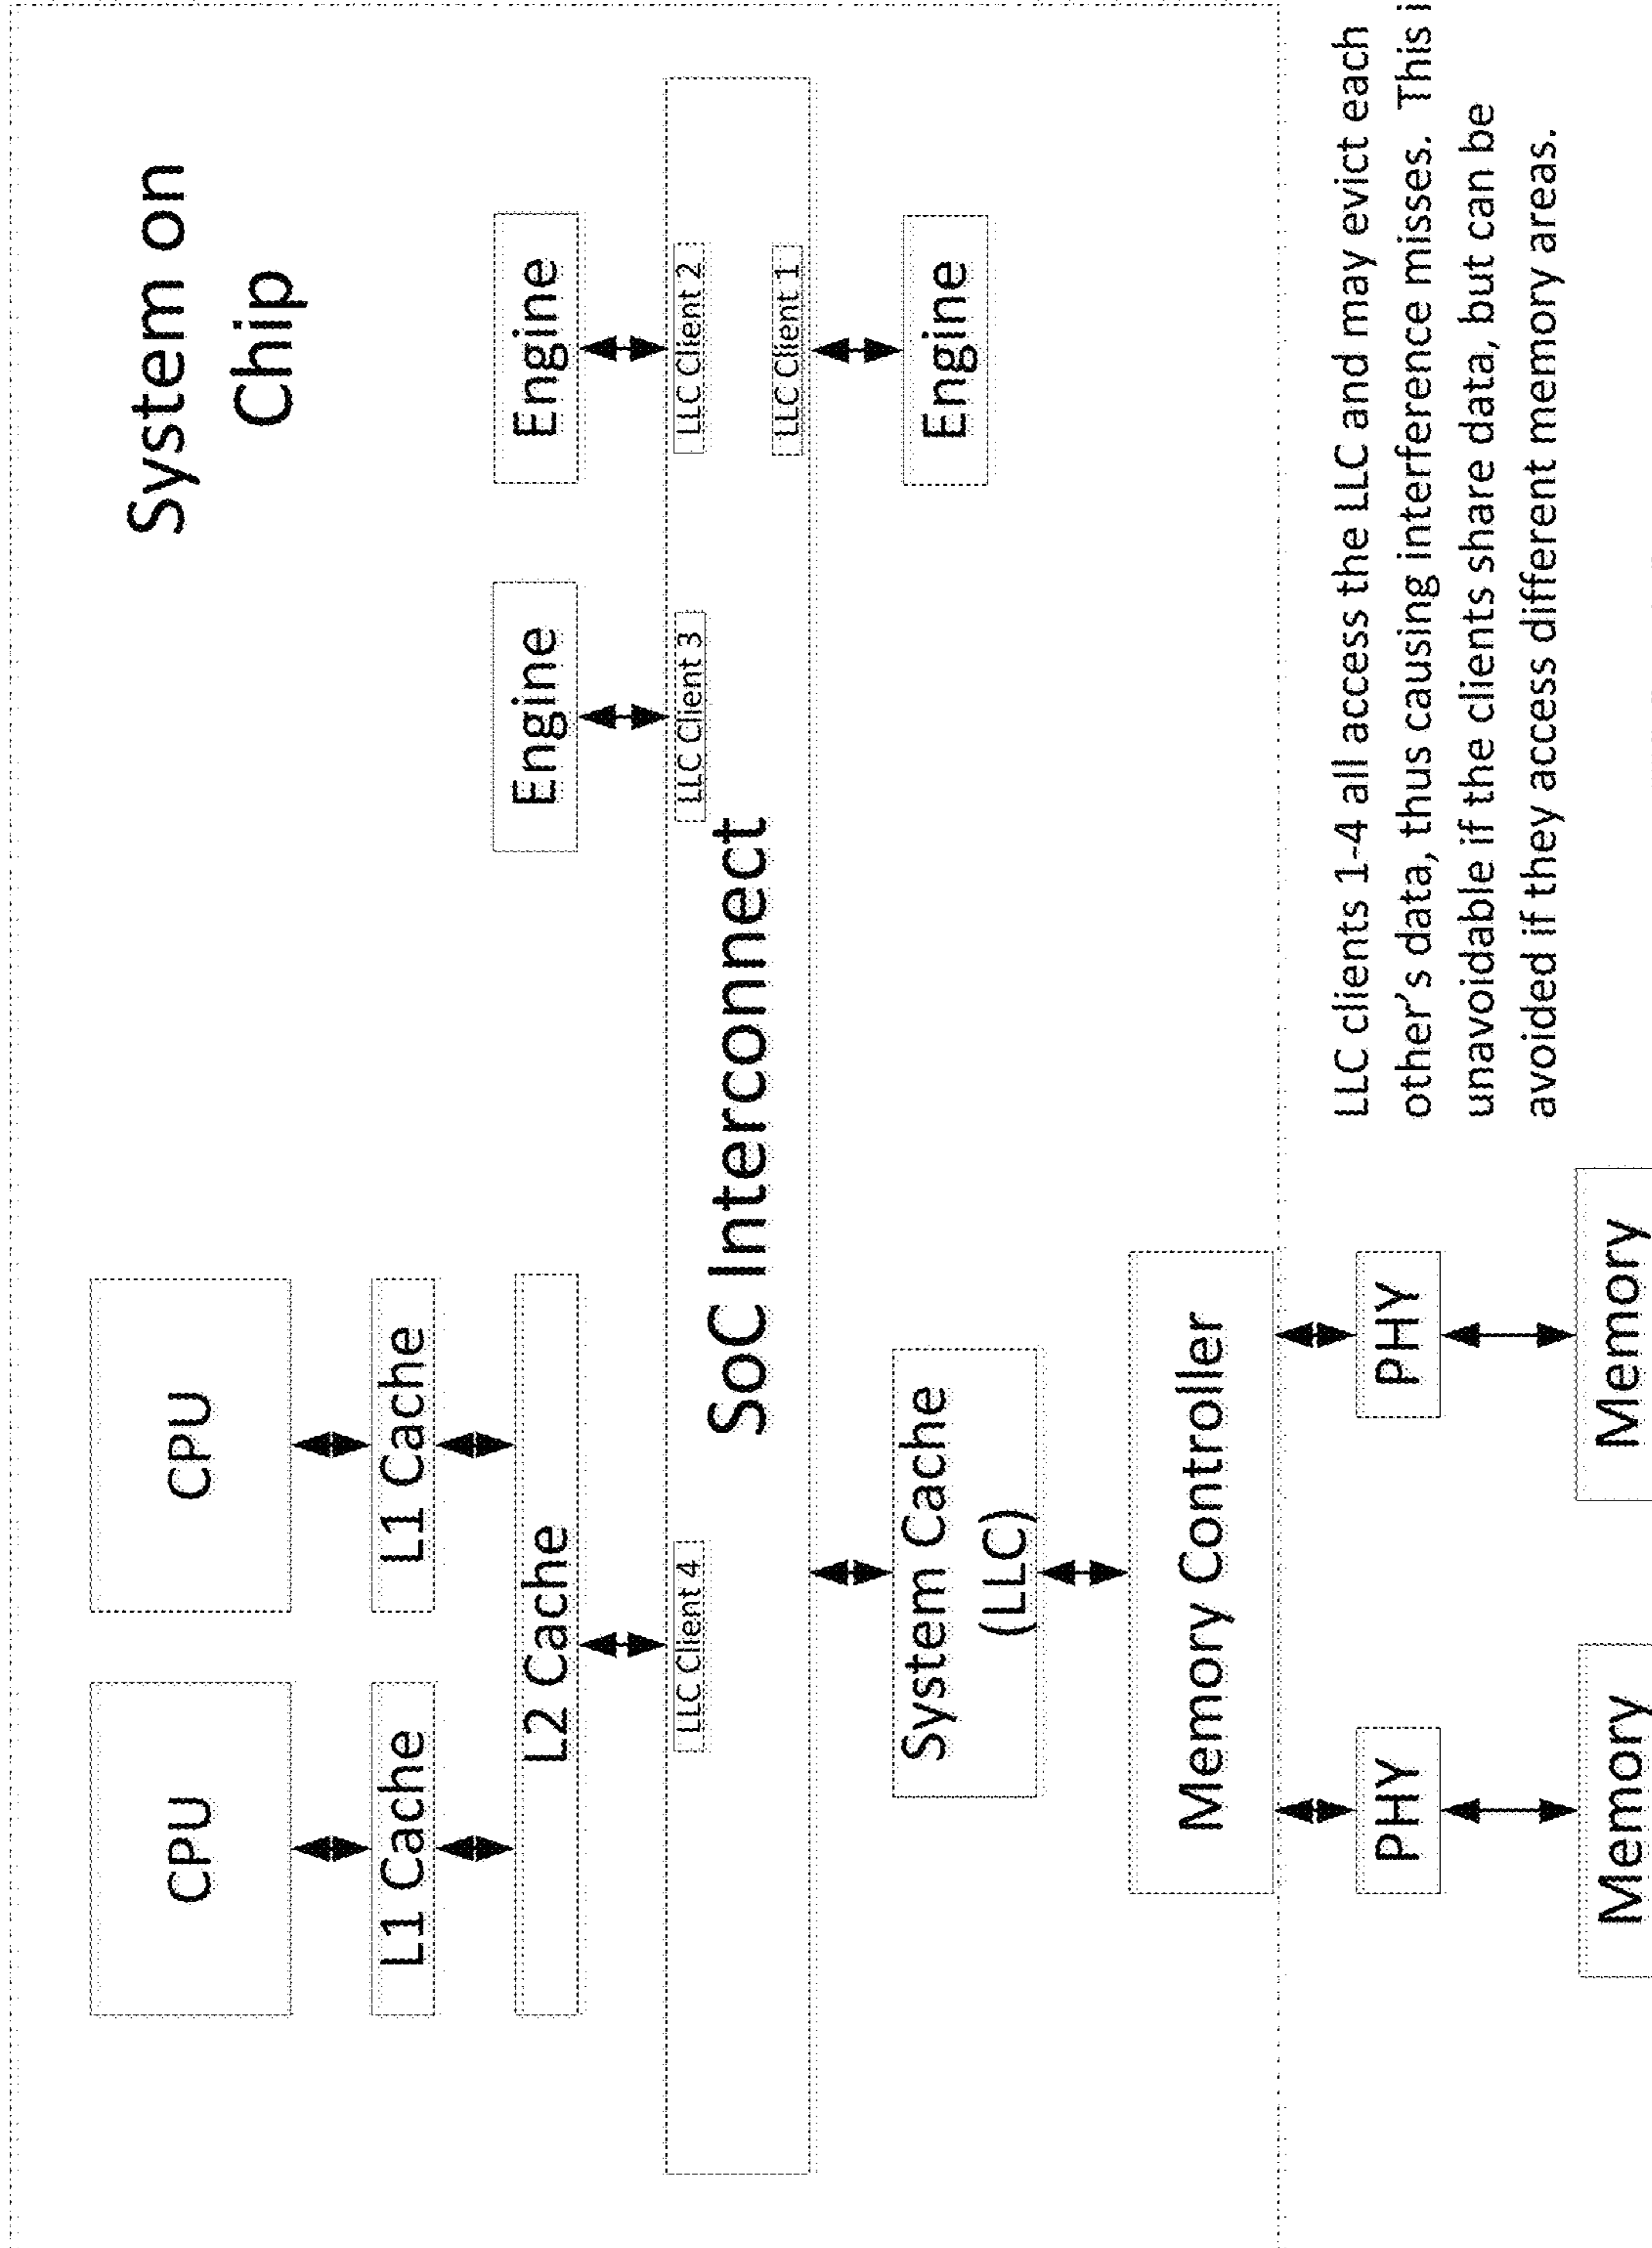 System on
Chip
CPU
CPU
L1 Cache
L1 Cache
L2 Cache
Engine
Engine
LLC Client 4
LLC Client 3
LLC Client 2
SoC Interconnect
LLC Client 1
System Cache
(LLC)
Engine
Memory Controller
PHY
PHY
Memory
Memory
LLC clients 1-4 all access the LLC and may evict each
other's data, thus causing interference misses. This
unavoidable if the clients share data, but can be
avoided if they access different memory areas.